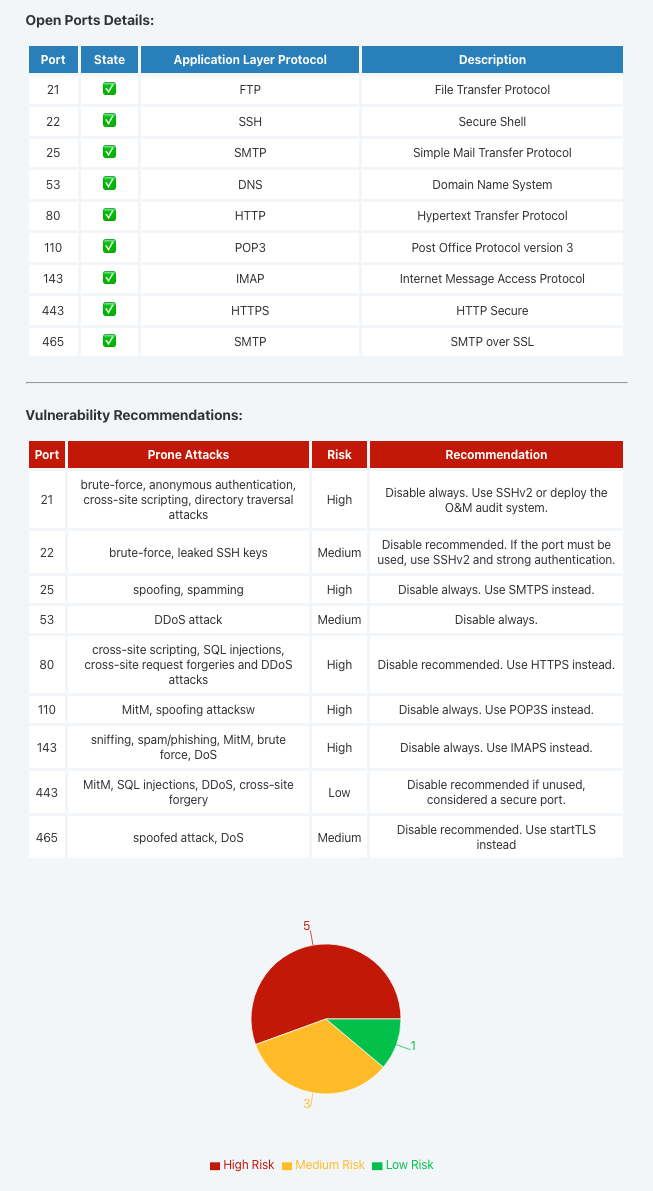 Open Ports Details:
Port State Application Layer Protocol Description
21 ✅ FTP File Transfer Protocol
22 ✅ SSH Secure Shell
25 ✅ SMTP Simple Mail Transfer Protocol
53 ✅ DNS Domain Name System
80 ✅ HTTP Hypertext Transfer Protocol
110 ✅ POP3 Post Office Protocol version 3
143 ✅ IMAP Internet Message Access Protocol
443 ✅ HTTPS HTTP Secure
465 ✅ SMTP SMTP over SSL
Vulnerability Recommendations:
Port Prone Attacks Risk Recommendation
21
brute-force, anonymous authentication,
cross-site scripting, directory traversal
attacks
High
Disable always. Use SSHv2 or deploy the
O&M audit system.
22
brute-force, leaked SSH keys
Medium
Disable recommended. If the port must be
used, use SSHv2 and strong authentication.
25 spoofing, spamming High Disable always. Use SMTPS instead.
53 DDoS attack Medium Disable always.
80
cross-site scripting, SQL injections,
cross-site request forgeries and DDoS
attacks
High
Disable recommended. Use HTTPS instead.
110 MitM, spoofing attacksw High Disable always. Use POP3S instead.
143
sniffing, spam/phishing, MitM, brute
force, DoS
High
Disable always. Use IMAPS instead.
443
MitM, SQL injections, DDoS, cross-site
forgery
Low
Disable recommended if unused,
considered a secure port.
465
spoofed attack, DoS
Medium
Disable recommended. Use startTLS
instead
5
1
3
High Risk Medium Risk Low Risk